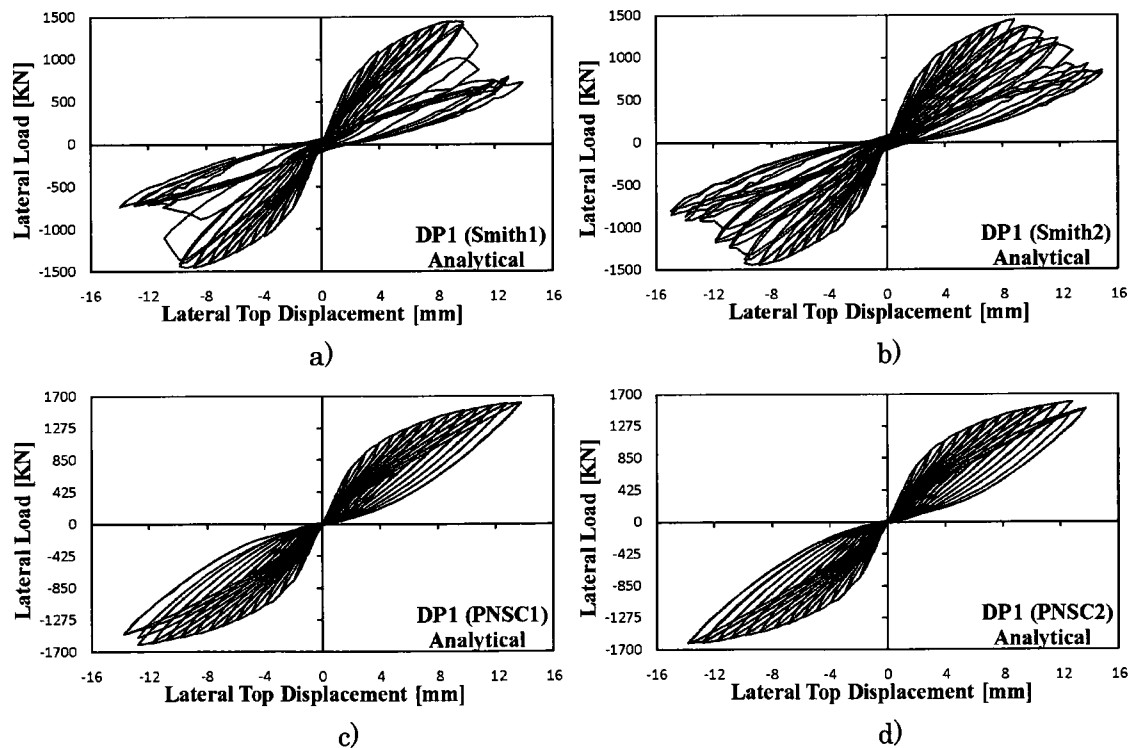 1500
1000
500
0
-500
-1000
-1500
Lateral Load [KN]
DP1 (Smith1)
Analytical
-16 -12 -8 -4 0 4 8 12 16
Lateral Top Displacement [mm]
a)
1500
1000
500
0
-500
-1000
-1500
Lateral Load [KN]
DP1 (Smith2)
Analytical
-16 -12 -8 -4 0 4 8 12 16
Lateral Top Displacement [mm]
b)
1700
1275
850
425
0
-425
-850
-1275
-1700
Lateral Load [KN]
DP1 (PNSC1)
Analytical
-16 -12 -8 -4 0 4 8 12 16
Lateral Top Displacement [mm]
c)
1700
1275
850
425
0
-425
-850
-1275
-1700
Lateral Load [KN]
DP1 (PNSC2)
Analytical
-16 -12 -8 -4 0 4 8 12 16
Lateral Top Displacement [mm]
d)